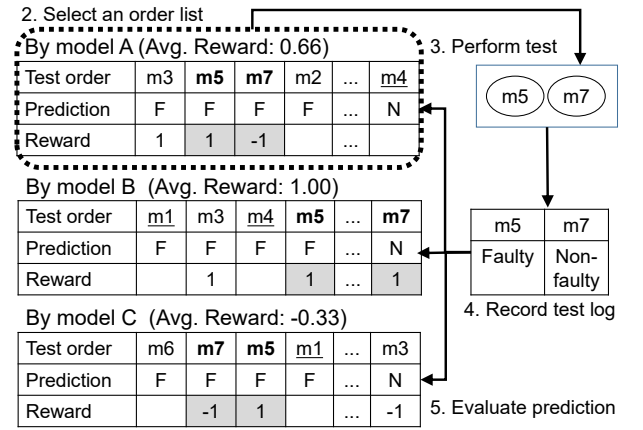 2. Select an order list
By model A (Avg. Reward: 0.66)
Test order m3 m5 m7 m2 ... m4
Prediction F F F F ... N
Reward 1 1 -1 ...
3. Perform test
m5 m7
By model B (Avg. Reward: 1.00)
Test order m1 m3 m4 m5 ... m7
Prediction F F F F ... N
Reward 1 1 ... 1
m5 m7
Faulty Non-
faulty
4. Record test log
By model C (Avg. Reward: -0.33)
Test order m6 m7 m5 m1 ... m3
Prediction F F F F ... N
Reward -1 1 ... -1
5. Evaluate prediction